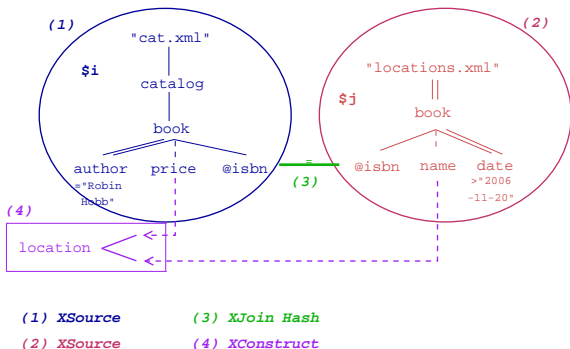 (1)
(2)
"cat.xml"
"locations.xml"
$i
$j
catalog
book
book
author price @isbn = @isbn name date
="Robin
Hobb"
>"2006
-11-20"
(3)
(4)
location
(1) XSource (3) XJoin Hash
(2) XSource (4) XConstruct